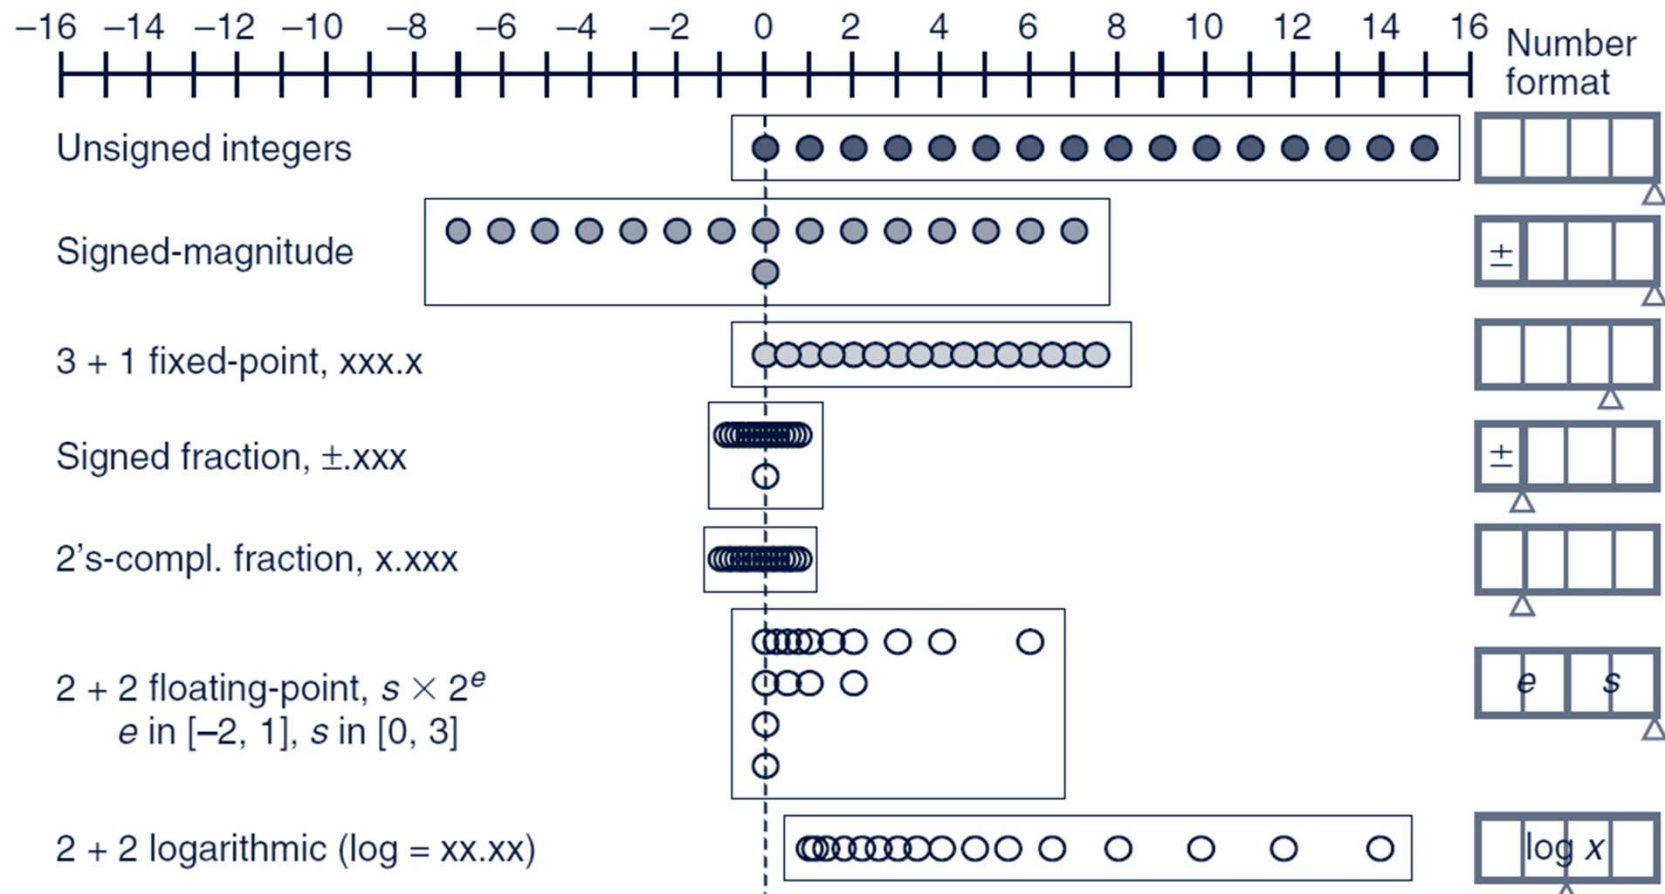 –16 –14 –12 –10 –8 –6 –4 –2 0 2 4 6 8 10 12 14 16
Number
format
Unsigned integers
Signed-magnitude
±
3 + 1 fixed-point, xxx.x
Signed fraction, ±.xxx
±
2’s-compl. fraction, x.xxx
2 + 2 floating-point, s × 2^e
e in [–2, 1], s in [0, 3]
e s
2 + 2 logarithmic (log = xx.xx)
log x